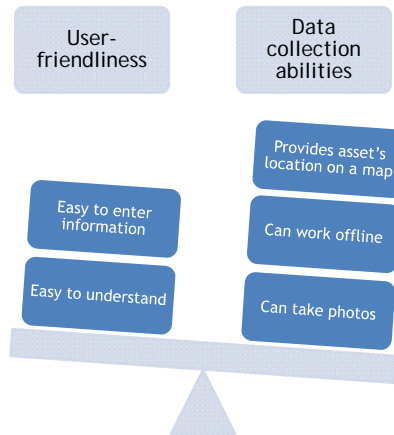 User-
friendliness
Data
collection
abilities
Easy to enter
information
Easy to understand
Provides asset's
location on a map
Can work offline
Can take photos